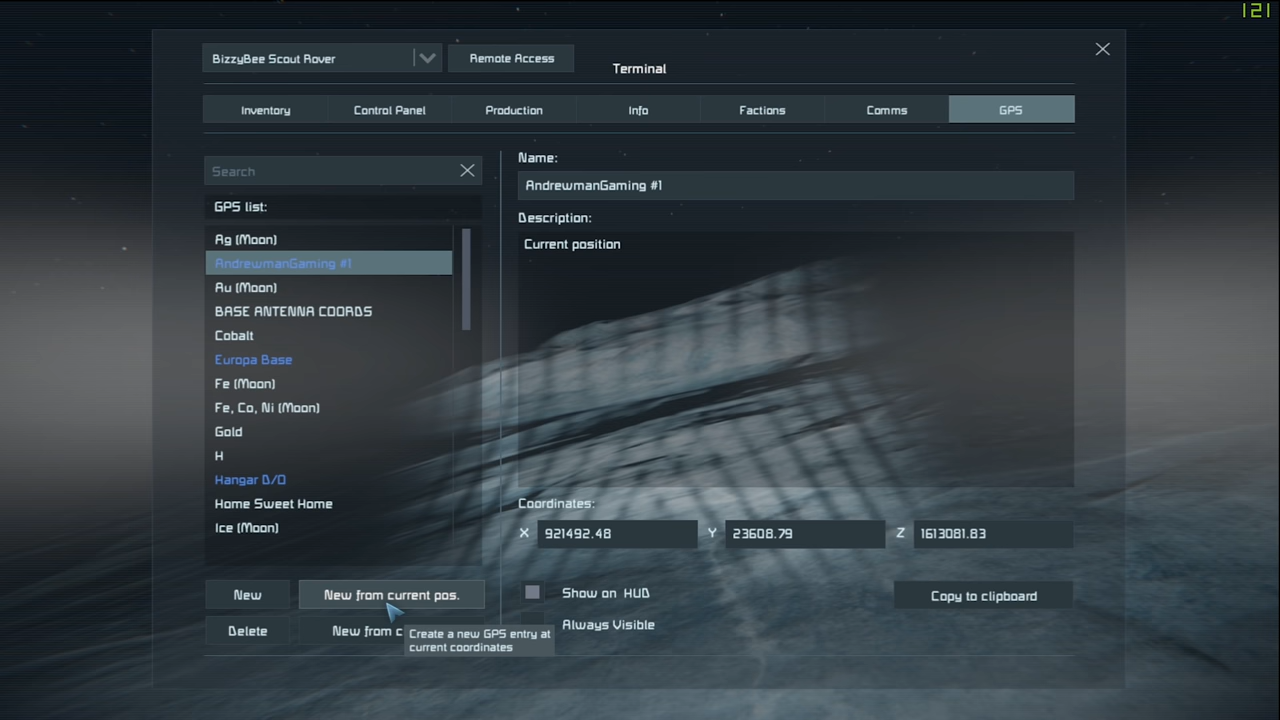 121
BizzyBee Scout Rover
Remote Access
Terminal
Inventory
Control Panel
Production
Info
Factions
Comms
GPS
Search
GPS list:
Ag (Moon)
AndrewmanGaming #1
Au (Moon)
BASE ANTENNA COORDS
Cobalt
Europa Base
Fe (Moon)
Fe, Co, Ni (Moon)
Gold
H
Hangar D/O
Home Sweet Home
Ice (Moon)
New
New from current pos.
Delete
New from c
Create a new GPS entry at
current coordinates
Name:
AndrewmanGaming #1
Description:
Current position
Coordinates:
X 921492.48 Y 23608.79 Z 1613081.83
Show on HUD
Copy to clipboard
Always Visible